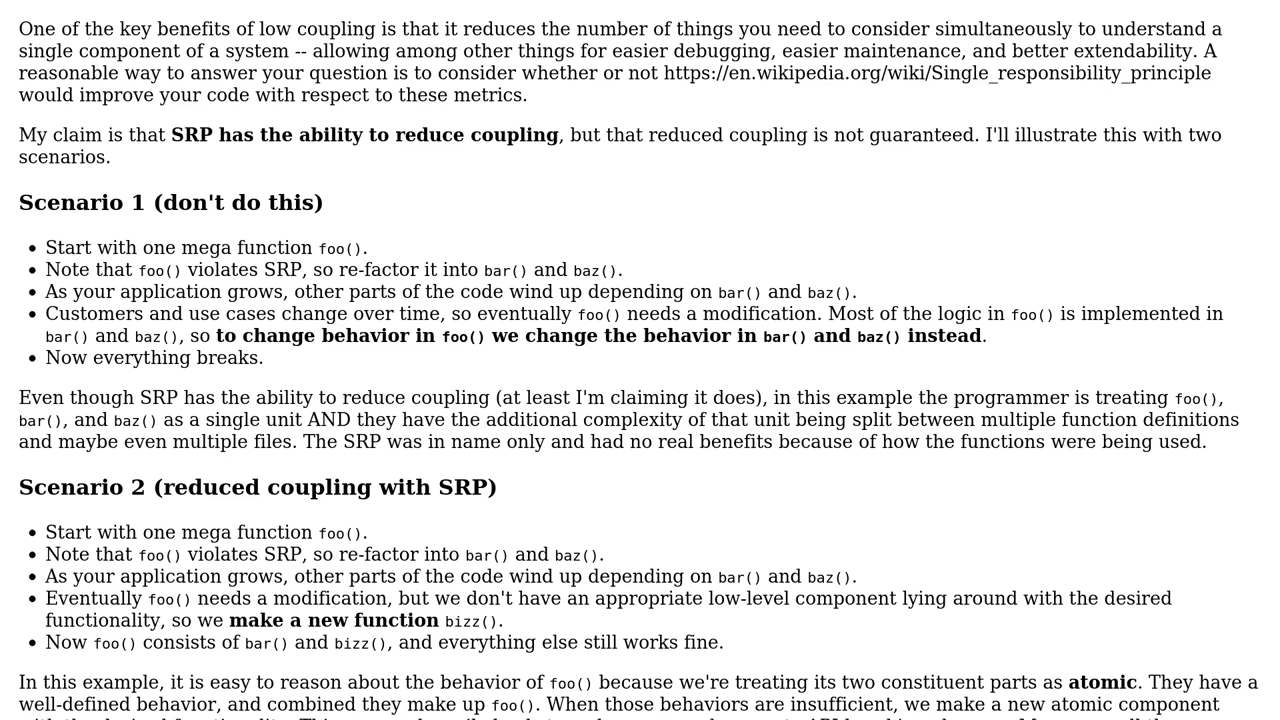 One of the key benefits of low coupling is that it reduces the number of things you need to consider simultaneously to understand a
single component of a system -- allowing among other things for easier debugging, easier maintenance, and better extendability. A
reasonable way to answer your question is to consider whether or not https://en.wikipedia.org/wiki/Single_responsibility_principle
would improve your code with respect to these metrics.
My claim is that SRP has the ability to reduce coupling, but that reduced coupling is not guaranteed. I'll illustrate this with two
scenarios.
Scenario 1 (don't do this)
• Start with one mega function foo().
• Note that foo() violates SRP, so re-factor it into bar() and baz().
• As your application grows, other parts of the code wind up depending on bar() and baz().
• Customers and use cases change over time, so eventually foo() needs a modification. Most of the logic in foo() is implemented in
bar() and baz(), so to change behavior in foo() we change the behavior in bar() and baz() instead.
• Now everything breaks.
Even though SRP has the ability to reduce coupling (at least I'm claiming it does), in this example the programmer is treating foo(),
bar(), and baz() as a single unit AND they have the additional complexity of that unit being split between multiple function definitions
and maybe even multiple files. The SRP was in name only and had no real benefits because of how the functions were being used.
Scenario 2 (reduced coupling with SRP)
• Start with one mega function foo().
• Note that foo() violates SRP, so re-factor into bar() and baz().
• As your application grows, other parts of the code wind up depending on bar() and baz().
• Eventually foo() needs a modification, but we don't have an appropriate low-level component lying around with the desired
functionality, so we make a new function bizz().
• Now foo() consists of bar() and bizz(), and everything else still works fine.
In this example, it is easy to reason about the behavior of foo() because we're treating its two constituent parts as atomic. They have a
well-defined behavior, and combined they make up foo(). When those behaviors are insufficient, we make a new atomic component